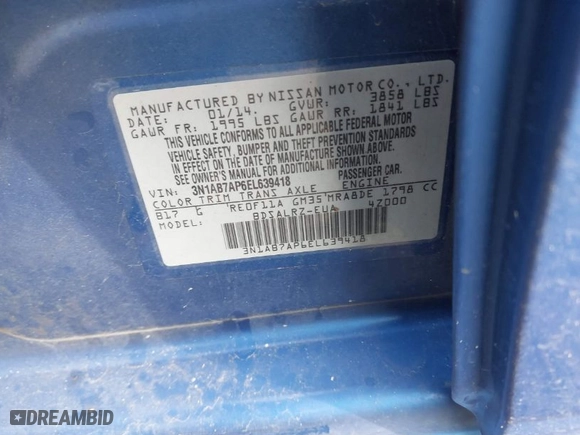 MANUFACTURED BY NISSAN MOTOR CO., LTD.
DATE: 01/14. GVWR: 3858 LBS
GAWR FR: 1995 LBS GAWR RR: 1841 LBS
THIS VEHICLE CONFORMS TO ALL APPLICABLE FEDERAL MOTOR
VEHICLE SAFETY, BUMPER AND THEFT PREVENTION STANDARDS
IN EFFECT ON THE DATE OF MANUFACTURE SHOWN ABOVE.
SEE OWNER'S MANUAL FOR ADDITIONAL INFORMATION.
VIN: 3N1AB7AP6EL639418 PASSENGER CAR.
COLOR TRIM TRANS AXLE ENGINE
B17 G RE0F11A GM35 MRA8DE 1798 CC
MODEL: BDSALRZ-EUA 4Z000
3N1AB7AP6EL639418
DREAMBID